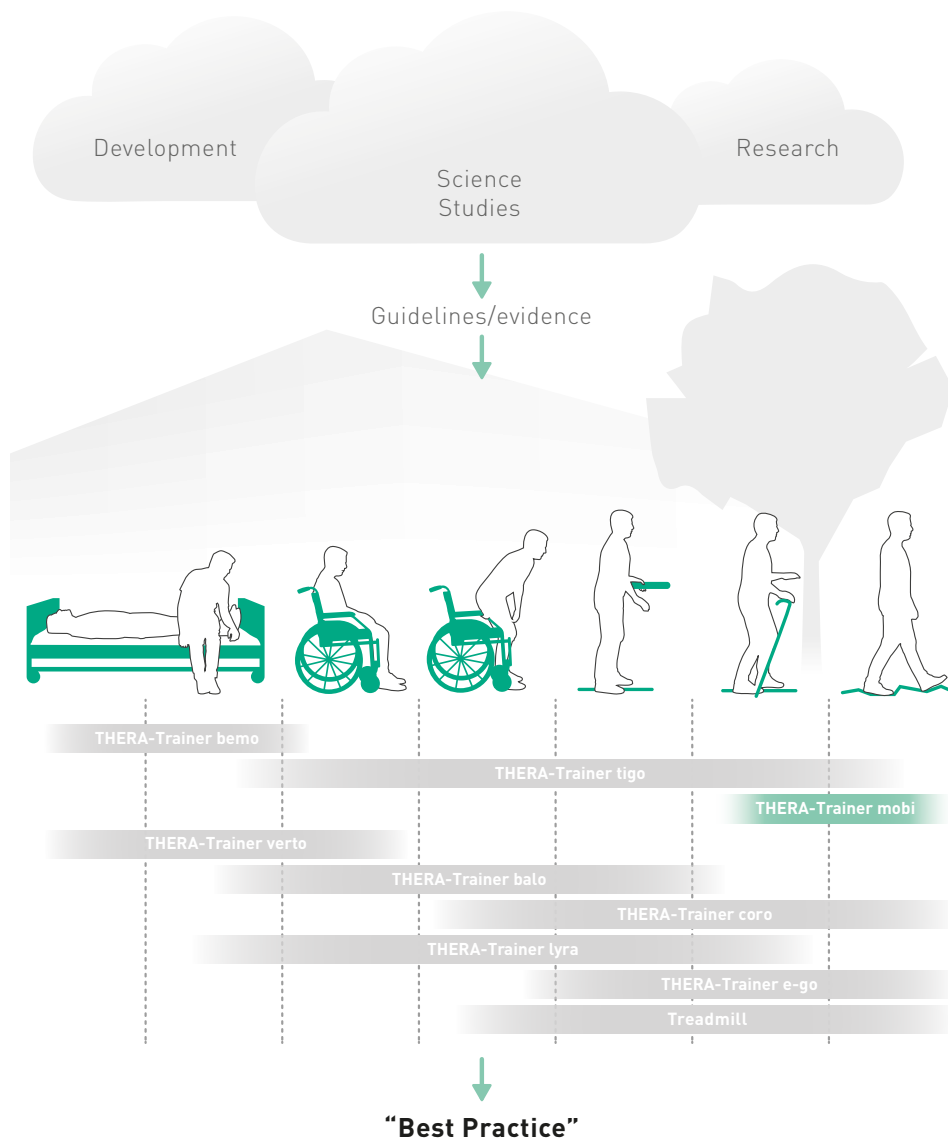 Development
Research
Science
Studies
Guidelines/evidence
THERA-Trainer bemo
THERA-Trainer tigo
THERA-Trainer mobi
THERA-Trainer verto
THERA-Trainer balo
THERA-Trainer coro
THERA-Trainer lyra
THERA-Trainer e-go
Treadmill
“Best Practice”